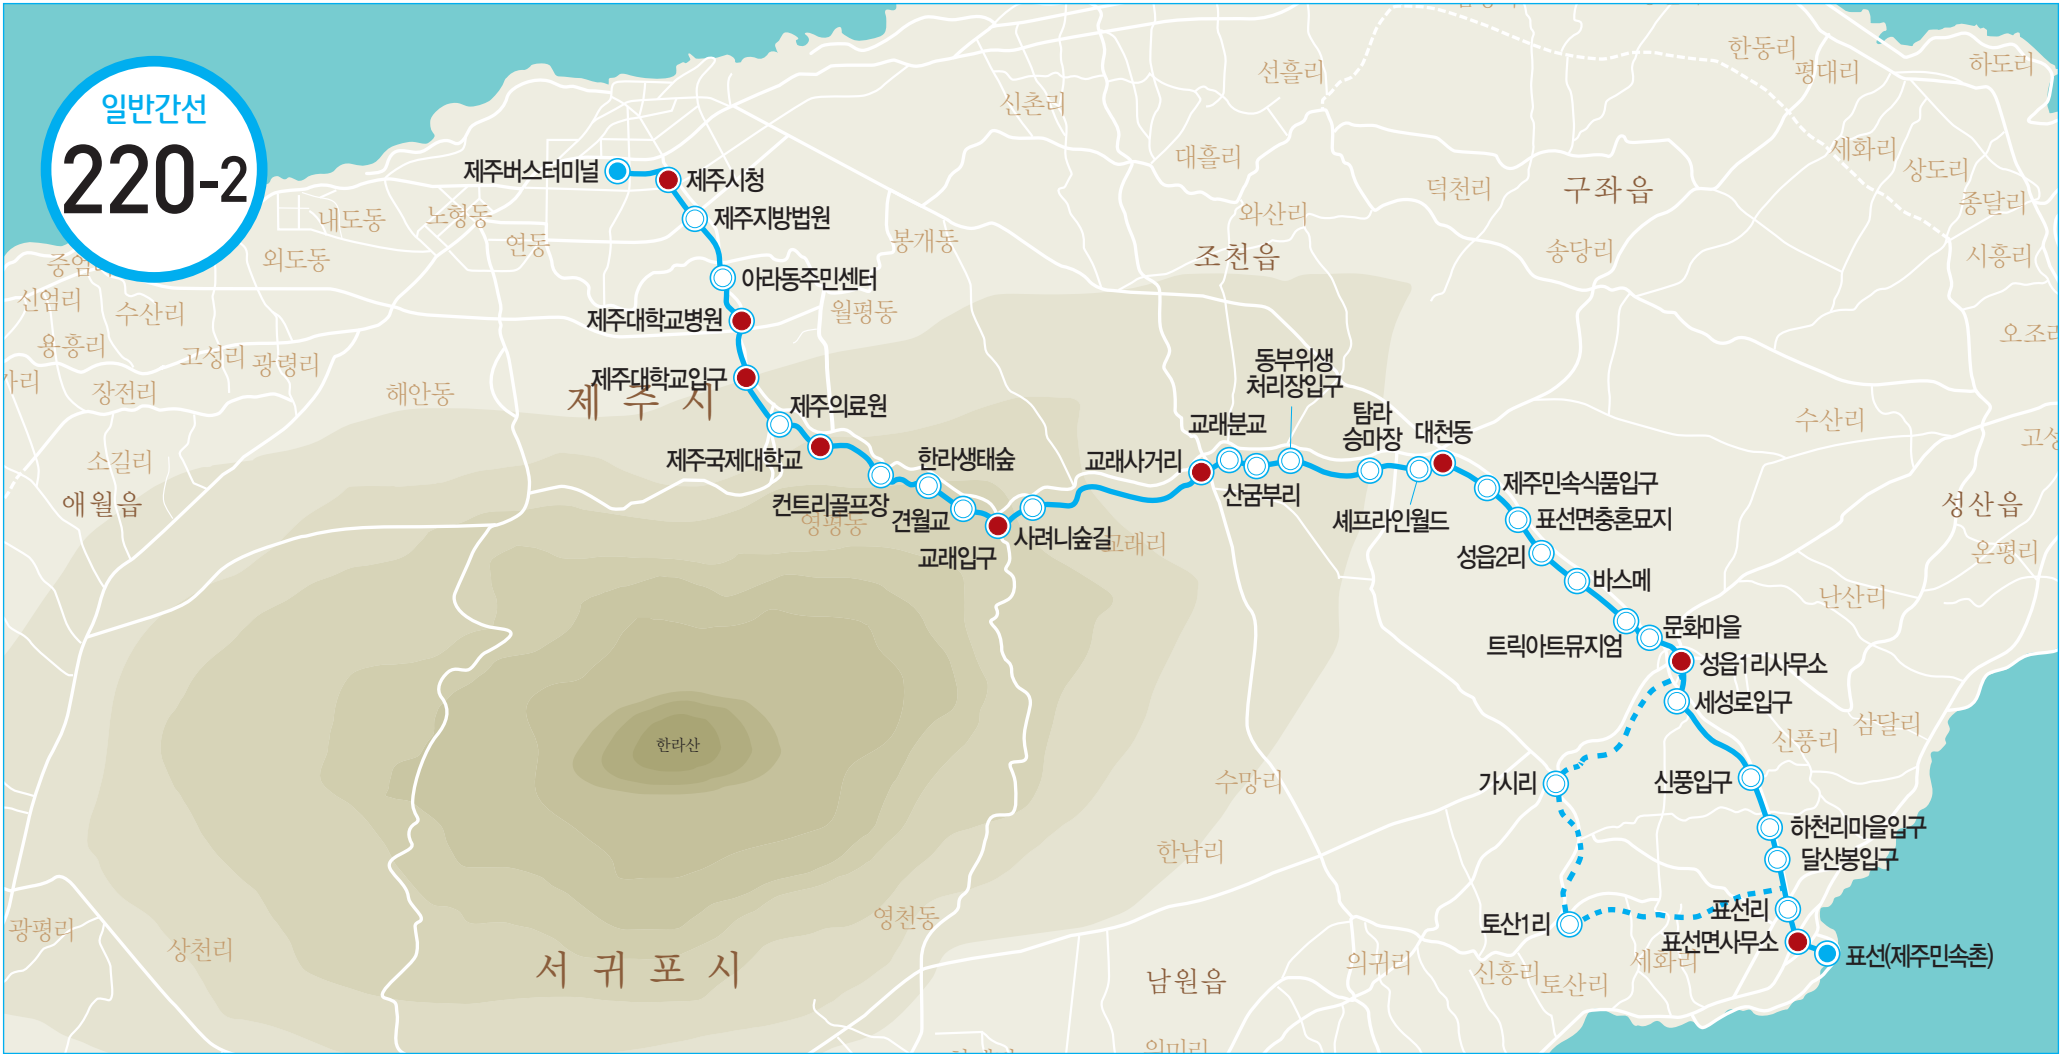 일반간선
220-2
제주버스터미널
제주시청
제주지방법원
아라동주민센터
제주대학교병원
제주대학교입구
제주의료원
제주국제대학교
컨트리골프장
한라생태숲
견월교
교래입구
사려니숲길
교래사거리
교래분교
산굼부리
동부위생
처리장입구
탐라
승마장
셰프라인월드
대천동
제주민속식품입구
표선면충혼묘지
성읍2리
바스메
트릭아트뮤지엄
문화마을
성읍1리사무소
세성로입구
신풍입구
하천리마을입구
달산봉입구
가시리
토산1리
표선리
표선면사무소
표선(제주민속촌)
한동리
평대리
하도리
선흘리
신촌리
대흘리
세화리
상도리
종달리
덕천리
구좌읍
와산리
조천읍
송당리
시흥리
봉개동
내도동
노형동
연동
외도동
신엄리
수산리
용흥리
고성리
광령리
장전리
해안동
월평동
제주시
소길리
애월읍
영평동
교래리
수산리
성산읍
온평리
난산리
삼달리
신풍리
한라산
수망리
한남리
영천동
서귀포시
광평리
상천리
남원읍
의귀리
신흥리
토산리
세화리